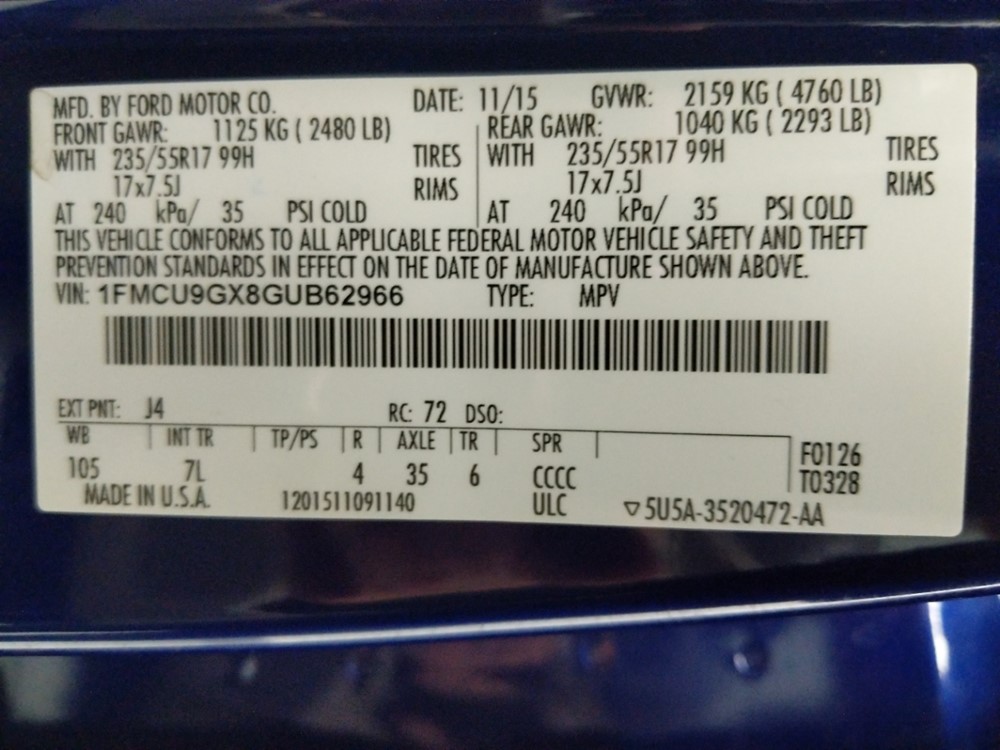 MFD. BY FORD MOTOR CO. DATE: 11/15 GVWR: 2159 KG ( 4760 LB)
FRONT GAWR: 1125 KG ( 2480 LB) REAR GAWR: 1040 KG ( 2293 LB)
WITH 235/55R17 99H TIRES WITH 235/55R17 99H TIRES
17x7.5J RIMS 17x7.5J RIMS
AT 240 kPa/ 35 PSI COLD AT 240 kPa/ 35 PSI COLD
THIS VEHICLE CONFORMS TO ALL APPLICABLE FEDERAL MOTOR VEHICLE SAFETY AND THEFT
PREVENTION STANDARDS IN EFFECT ON THE DATE OF MANUFACTURE SHOWN ABOVE.
VIN: 1FMCU9GX8GUB62966 TYPE: MPV
EXT PNT: J4 RC: 72 DSO:
WB INT TR TP/PS R AXLE TR SPR F0126
105 7L 4 35 6 CCCC T0328
MADE IN U.S.A. 1201511091140 ULC ▽5U5A-3520472-AA